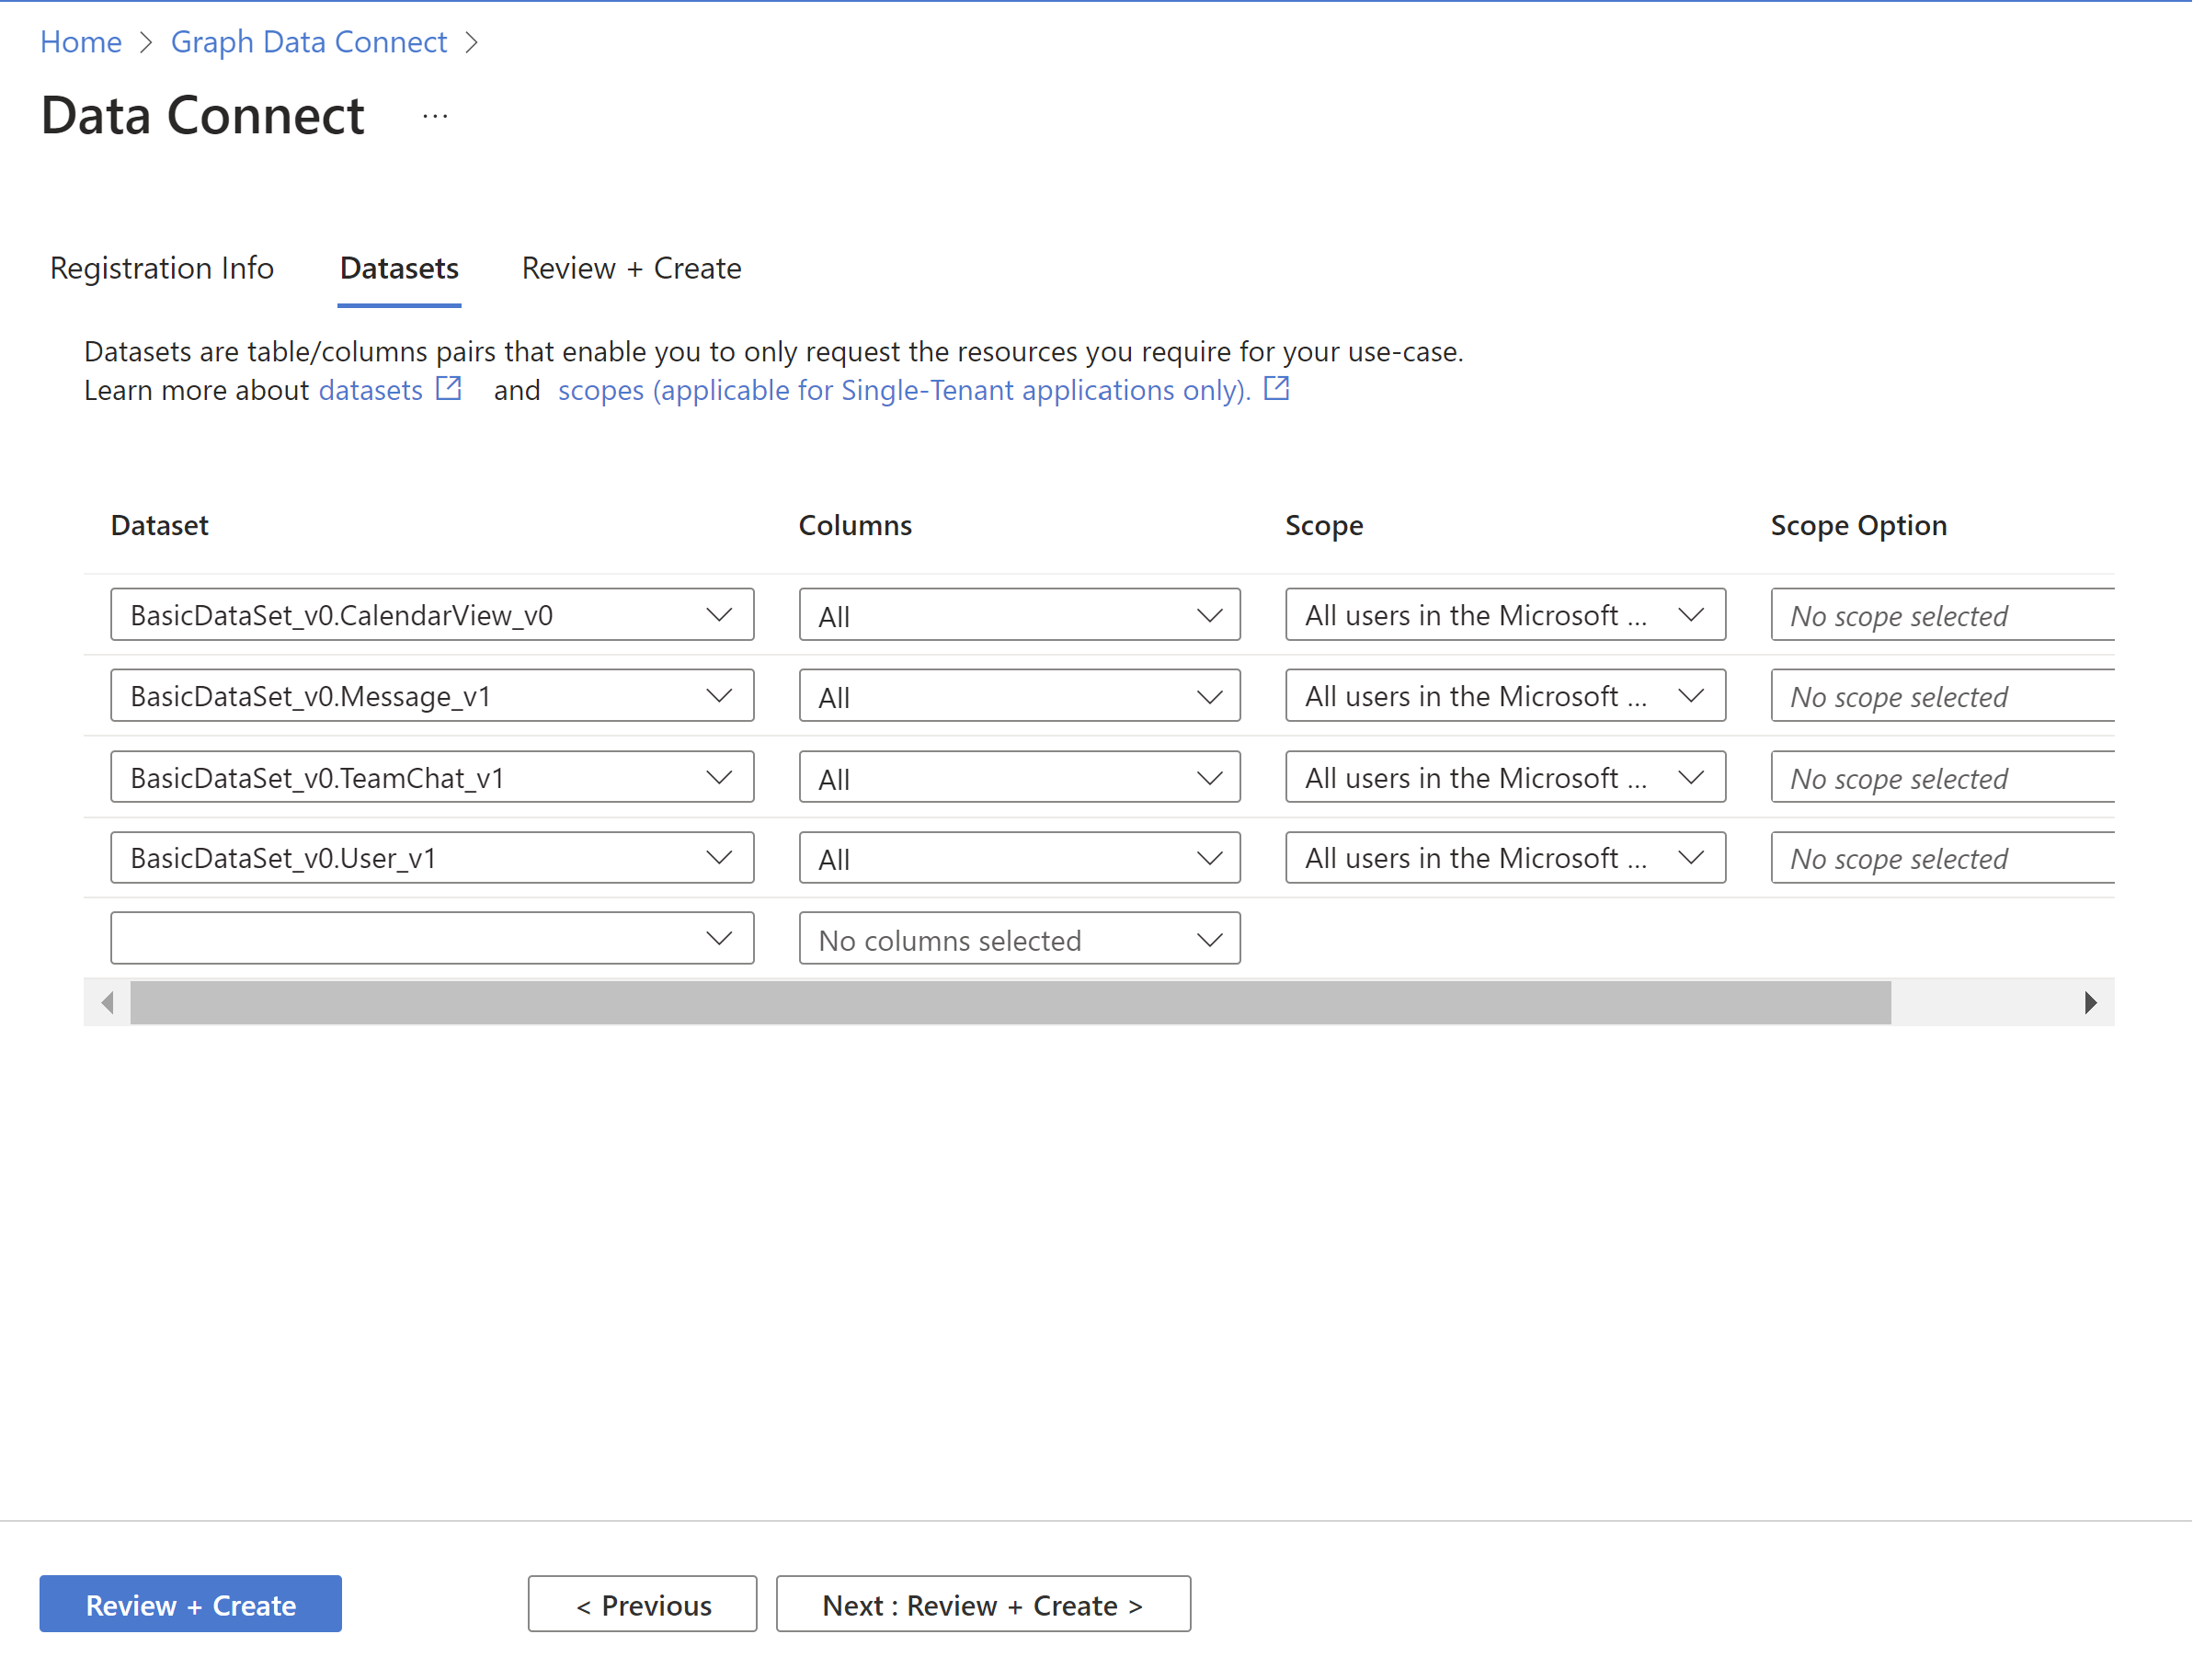 Home > Graph Data Connect >
Data Connect ...
Registration Info Datasets Review + Create
Datasets are table/columns pairs that enable you to only request the resources you require for your use-case.
Learn more about datasets and scopes (applicable for Single-Tenant applications only).
Dataset Columns Scope Scope Option
BasicDataSet_v0.CalendarView_v0 All All users in the Microsoft ... No scope selected
BasicDataSet_v0.Message_v1 All All users in the Microsoft ... No scope selected
BasicDataSet_v0.TeamChat_v1 All All users in the Microsoft ... No scope selected
BasicDataSet_v0.User_v1 All All users in the Microsoft ... No scope selected
No columns selected
Review + Create < Previous Next : Review + Create >